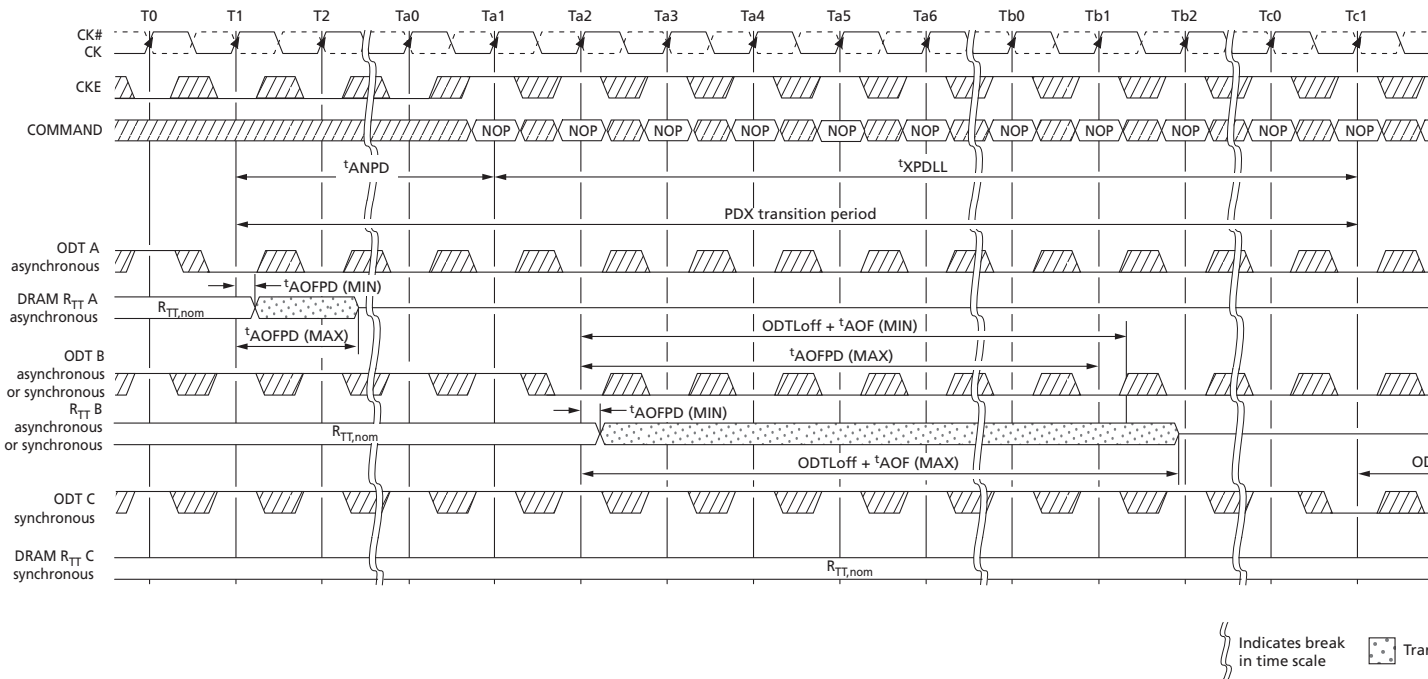 T0 T1 T2 Ta0 Ta1 Ta2 Ta3 Ta4 Ta5 Ta6 Tb0 Tb1 Tb2 Tc0 Tc1
CK#
CK
CKE
COMMAND NOP NOP NOP NOP NOP NOP NOP NOP NOP NOP NOP
tANPD tXPDLL
PDX transition period
ODT A
asynchronous
tAOFPD (MIN)
DRAM RTT A
asynchronous
RTT,nom
tAOFPD (MAX)
ODTLoff + tAOF (MIN)
tAOFPD (MAX)
ODT B
asynchronous
or synchronous
tAOFPD (MIN)
RTT B
asynchronous
or synchronous
RTT,nom
ODTLoff + tAOF (MAX)
OD
ODT C
synchronous
DRAM RTT C
synchronous
RTT,nom
Indicates break
in time scale